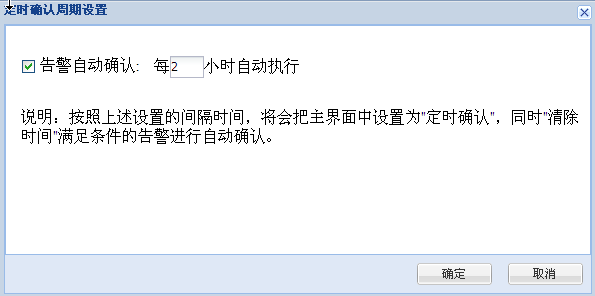 定时确认周期设置
告警自动确认: 每2小时自动执行
说明：按照上述设置的间隔时间，将会把主界面中设置为"定时确认"，同时"清除
时间"满足条件的告警进行自动确认。
确定 取消